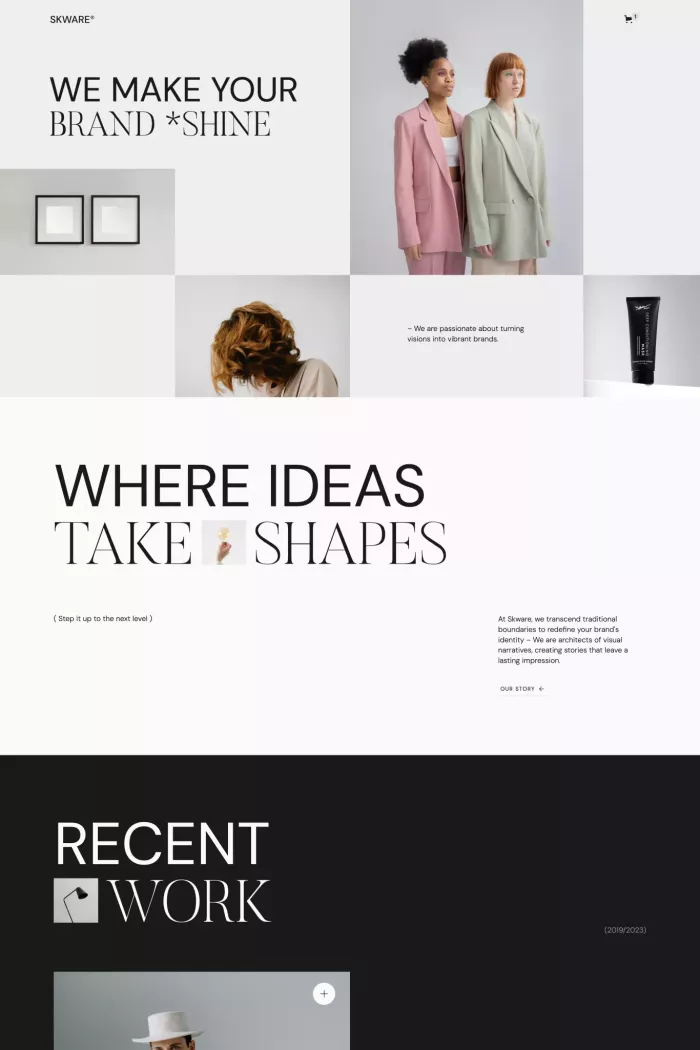 SKWARE®
1
WE MAKE YOUR
BRAND *SHINE
– We are passionate about turning
visions into vibrant brands.
WHERE IDEAS
TAKE SHAPES
( Step it up to the next level )
At Skware, we transcend traditional
boundaries to redefine your brand's
identity – We are architects of visual
narratives, creating stories that leave a
lasting impression.
OUR STORY ←
RECENT
WORK
(2019/2023)
+